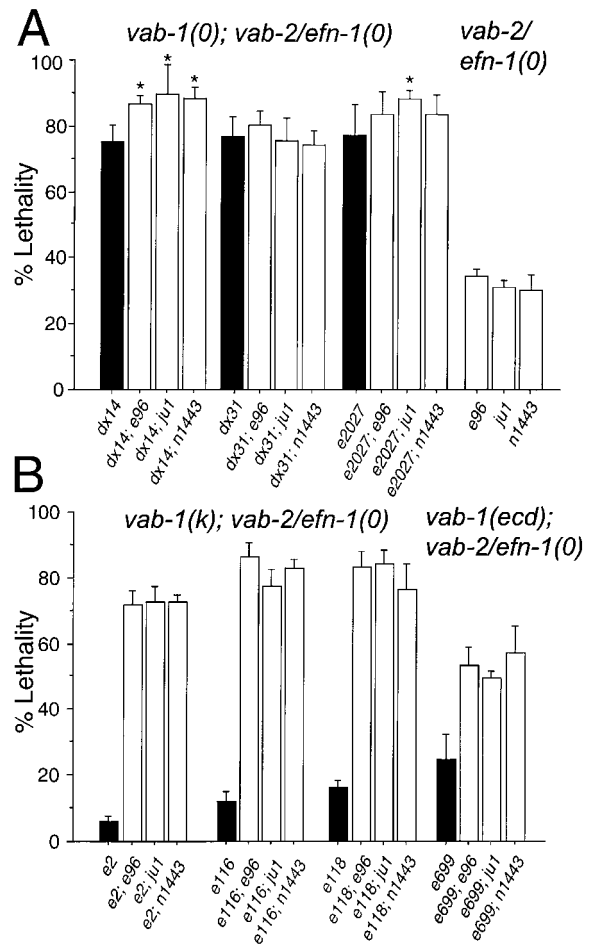 A
vab-1(0); vab-2/efn-1(0)
vab-2/
efn-1(0)
% Lethality
100
80
60
40
20
0
*
*
*
*
dx14
dx14; e96
dx14; ju1
dx14; n1443
dx31
dx31; e96
dx31; ju1
dx31; n1443
e2027
e2027; e96
e2027; ju1
e2027; n1443
e96
ju1
n1443
B
vab-1(k); vab-2/efn-1(0)
vab-1(ecd);
vab-2/efn-1(0)
% Lethality
100
80
60
40
20
0
e2
e2; e96
e2; ju1
e2; n1443
e116
e116; e96
e116; ju1
e116; n1443
e118
e118; e96
e118; ju1
e118; n1443
e699
e699; e96
e699, ju1
e699; n1443